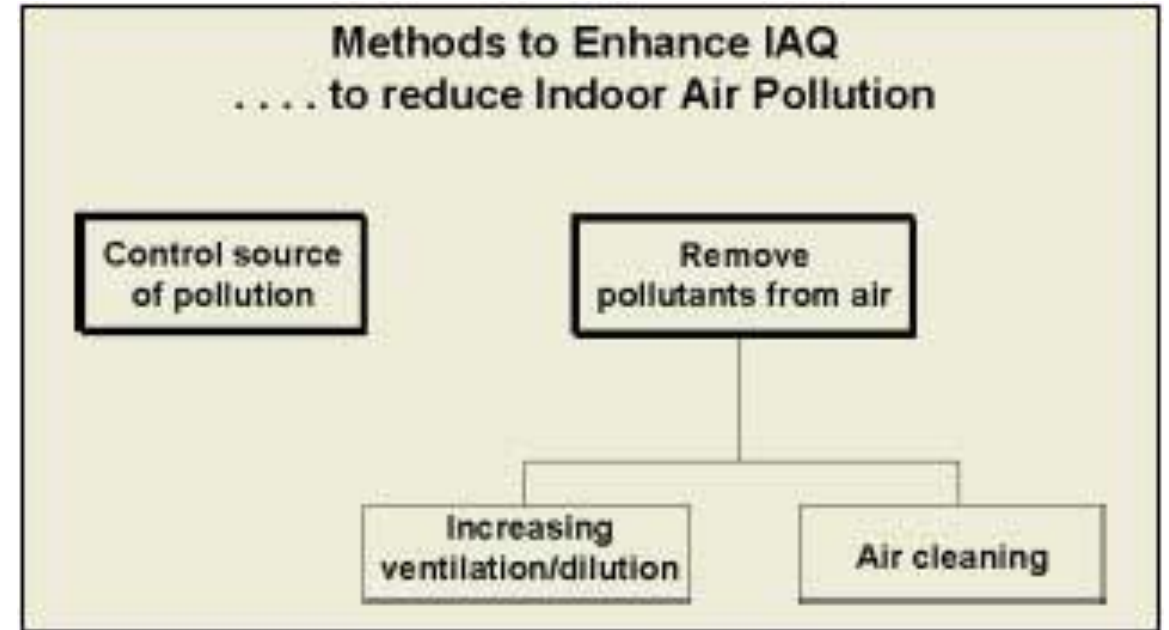 Methods to Enhance IAQ
. . . . to reduce Indoor Air Pollution
Control source
of pollution
Remove
pollutants from air
Increasing
ventilation/dilution
Air cleaning